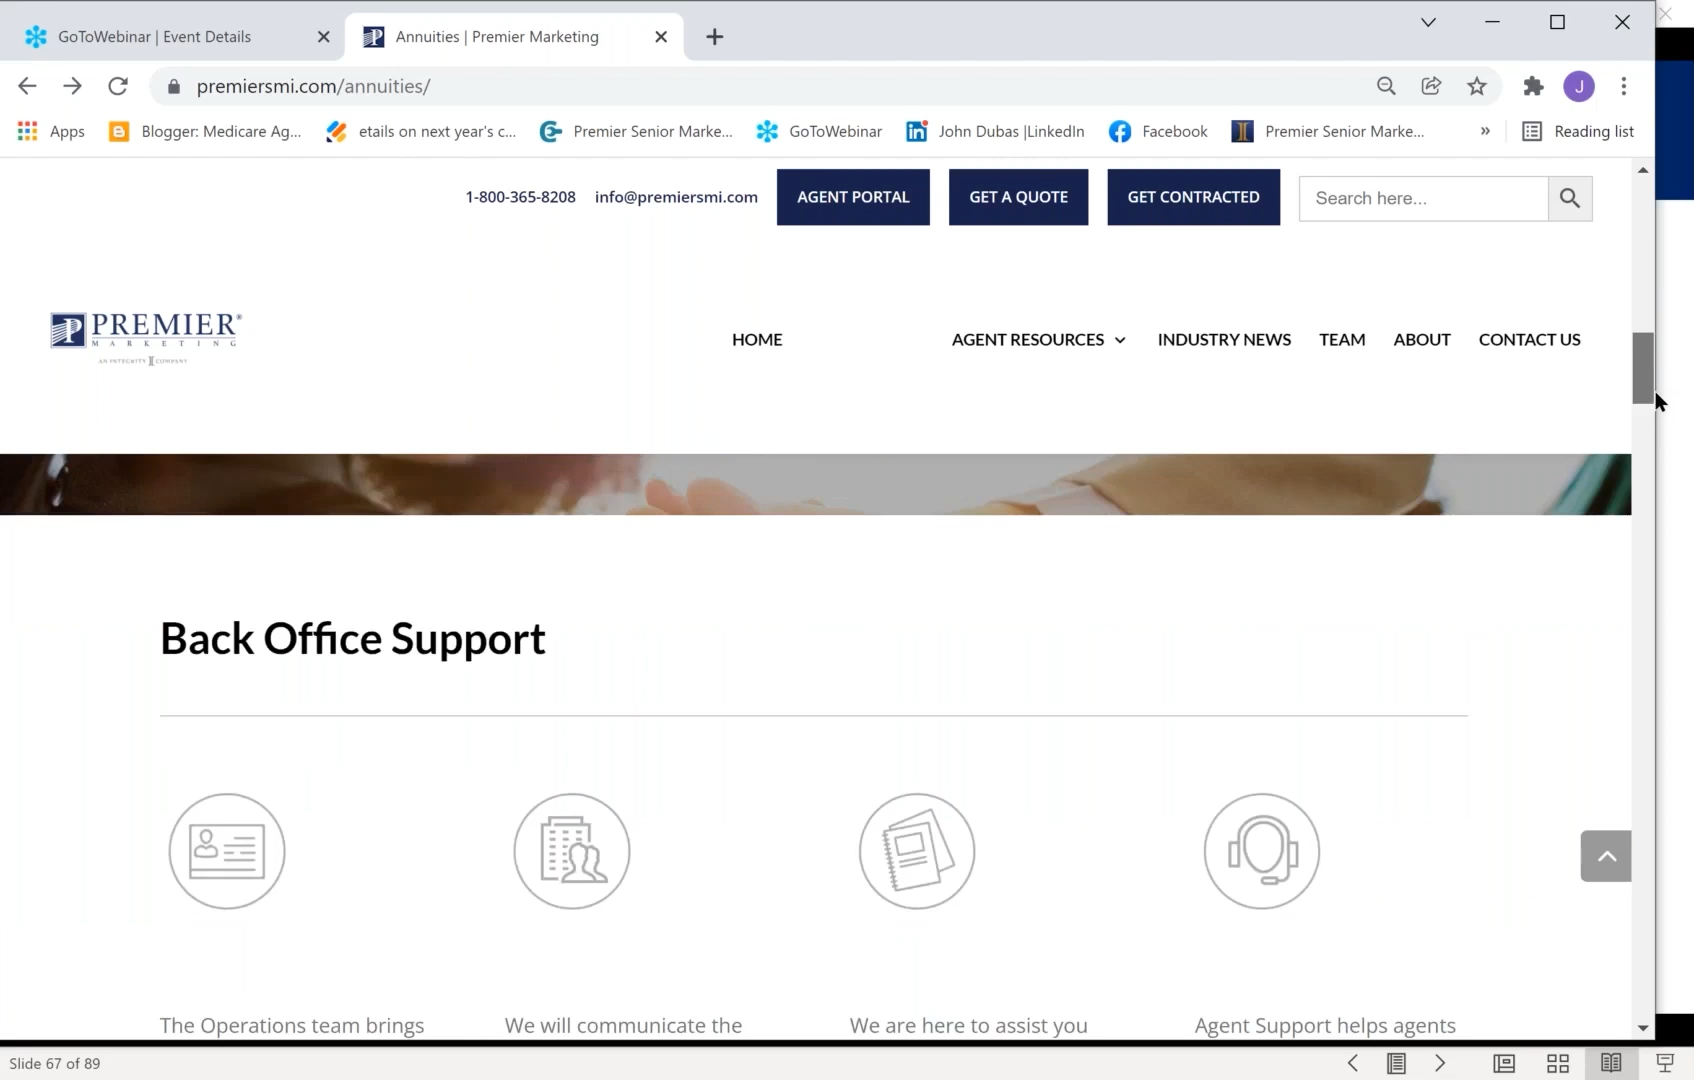 GoToWebinar | Event Details
Annuities | Premier Marketing
premiersmi.com/annuities/
J
Apps
Blogger: Medicare Ag...
etails on next year's c...
Premier Senior Marke...
GoToWebinar
John Dubas |LinkedIn
Facebook
Premier Senior Marke...
»
Reading list
1-800-365-8208
info@premiersmi.com
AGENT PORTAL
GET A QUOTE
GET CONTRACTED
Search here...
PREMIER®
MARKETING
AN INTEGRITY COMPANY
HOME
AGENT RESOURCES
INDUSTRY NEWS
TEAM
ABOUT
CONTACT US
Back Office Support
The Operations team brings
We will communicate the
We are here to assist you
Agent Support helps agents
Slide 67 of 89